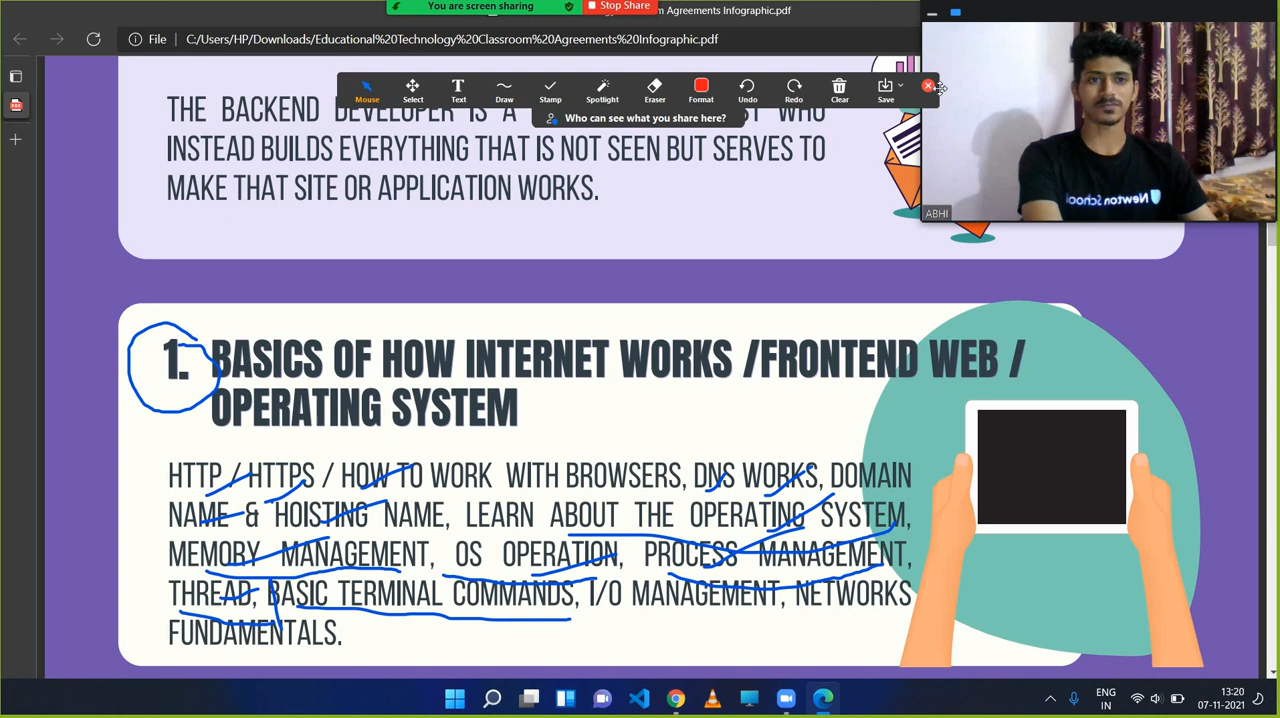 You are screen sharing
Stop Share
Agreements Infographic.pdf
File
C:/Users/HP/Downloads/Educational%20Technology%20Classroom%20Agreements%20Infographic.pdf
Mouse
Select
Text
Draw
Stamp
Spotlight
Eraser
Format
Undo
Redo
Clear
Save
Who can see what you share here?
THE BACKEND DEVELOPER IS A WHO
INSTEAD BUILDS EVERYTHING THAT IS NOT SEEN BUT SERVES TO
MAKE THAT SITE OR APPLICATION WORKS.
Newton School
ABHI
1. BASICS OF HOW INTERNET WORKS /FRONTEND WEB /
OPERATING SYSTEM
HTTP / HTTPS / HOW TO WORK WITH BROWSERS, DNS WORKS, DOMAIN
NAME & HOISTING NAME, LEARN ABOUT THE OPERATING SYSTEM,
MEMORY MANAGEMENT, OS OPERATION, PROCESS MANAGEMENT,
THREAD, BASIC TERMINAL COMMANDS, I/O MANAGEMENT, NETWORKS
FUNDAMENTALS.
ENG
IN
13:20
07-11-2021